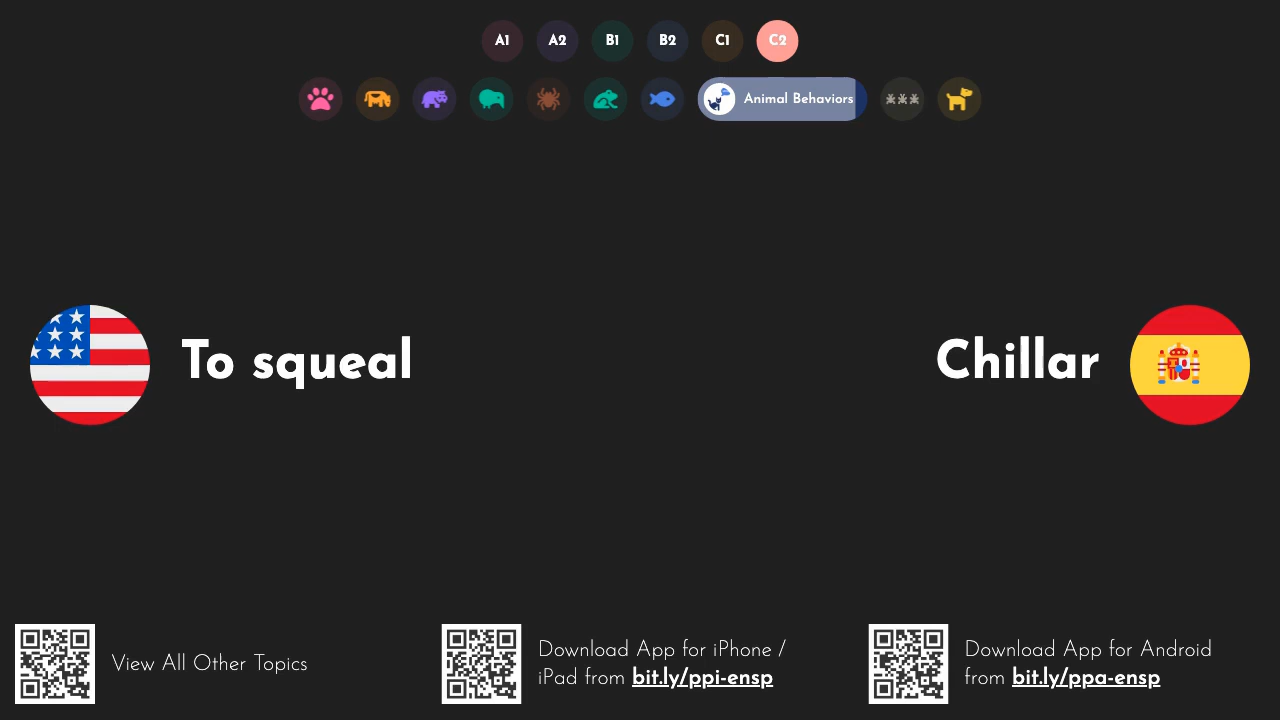 A1 A2 B1 B2 C1 C2
Animal Behaviors
To squeal
Chillar
View All Other Topics
Download App for iPhone /
iPad from bit.ly/ppi-ensp
Download App for Android
from bit.ly/ppa-ensp